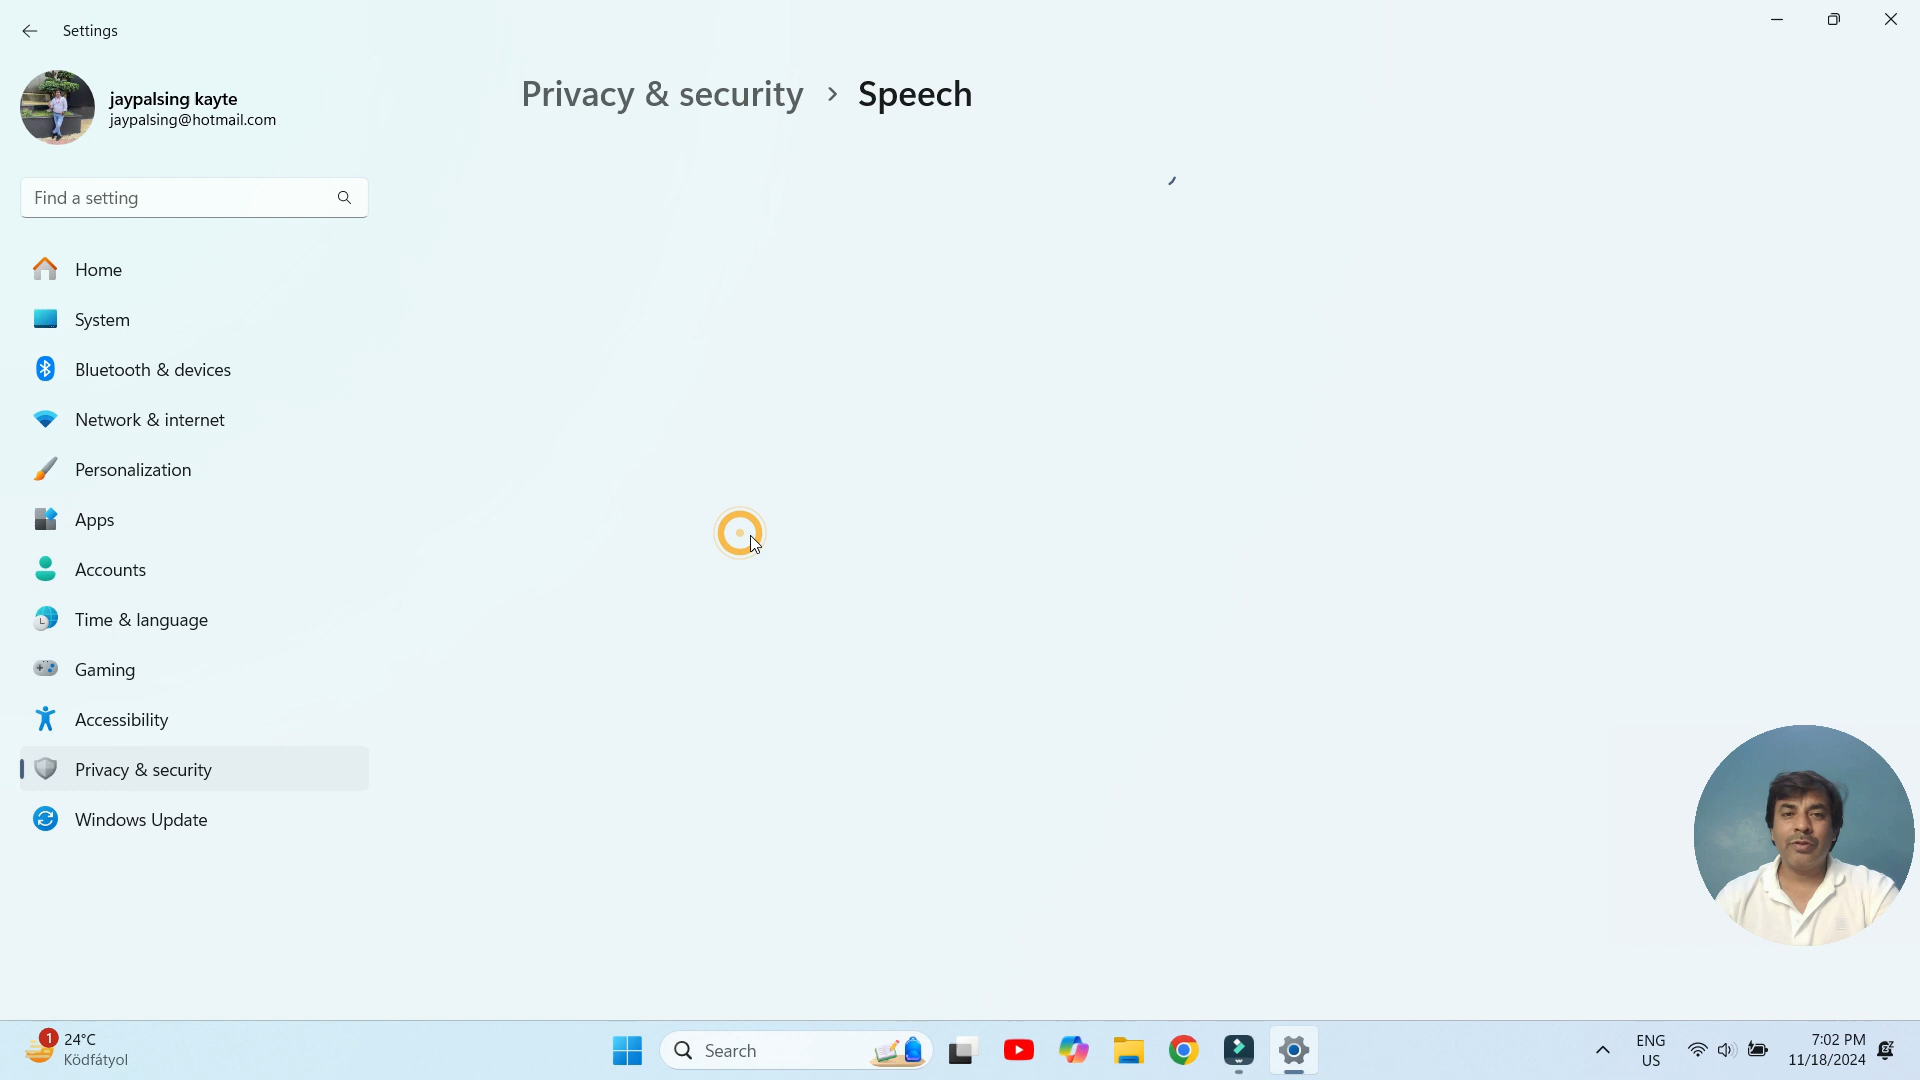 Settings
jaypalsing kayte
jaypalsing@hotmail.com
Find a setting
Home
System
Bluetooth & devices
Network & internet
Personalization
Apps
Accounts
Time & language
Gaming
Accessibility
Privacy & security
Windows Update
Privacy & security > Speech
1
24°C
Ködfátyol
Search
ENG
US
7:02 PM
11/18/2024